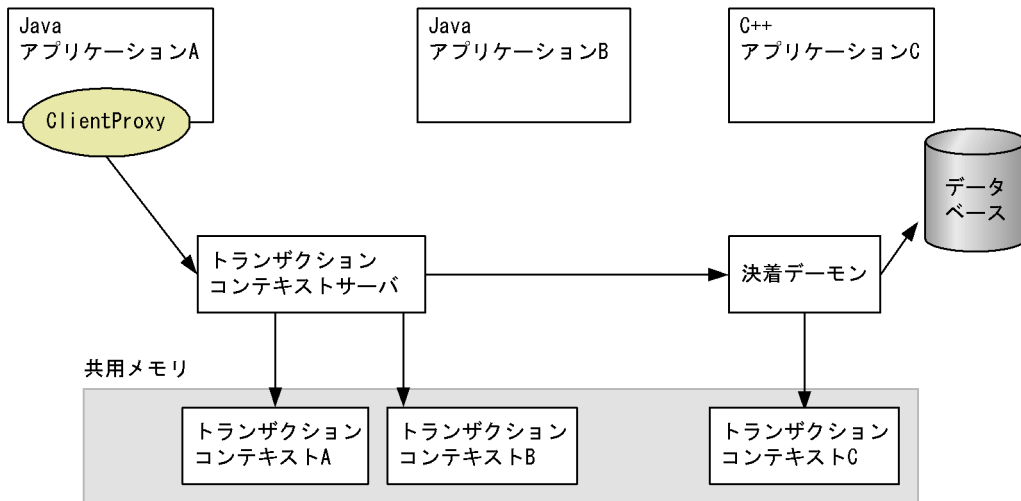 Java
アプリケーションA
Java
アプリケーションB
C++
アプリケーションC
ClientProxy
データ
ベース
トランザクション
コンテキストサーバ
決着デーモン
共用メモリ
トランザクション
コンテキストA
トランザクション
コンテキストB
トランザクション
コンテキストC